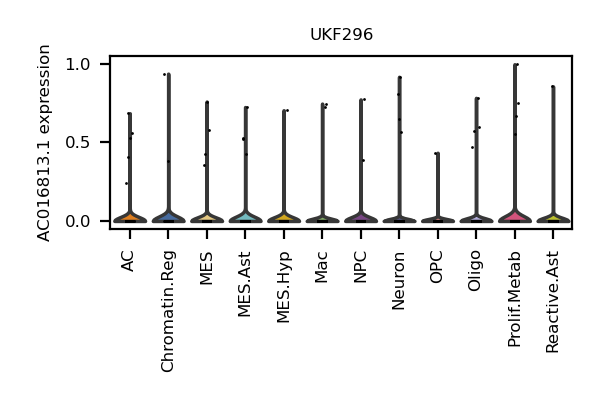 UKF296
AC016813.1 expression
1.0
0.5
0.0
AC
Chromatin.Reg
MES
MES.Ast
MES.Hyp
Mac
NPC
Neuron
OPC
Oligo
Prolif.Metab
Reactive.Ast